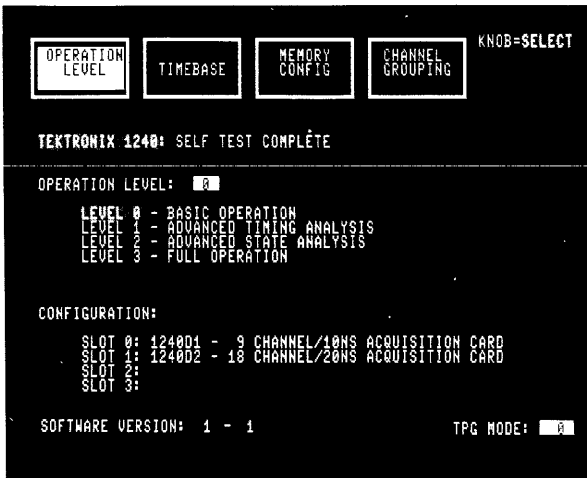 KNOB=SELECT
OPERATION
LEVEL
TIMEBASE
MEMORY
CONFIG
CHANNEL
GROUPING
TEKTRONIX 1240: SELF TEST COMPLETE
OPERATION LEVEL: 0
LEVEL 0 - BASIC OPERATION
LEVEL 1 - ADVANCED TIMING ANALYSIS
LEVEL 2 - ADVANCED STATE ANALYSIS
LEVEL 3 - FULL OPERATION
CONFIGURATION:
SLOT 0: 1240D1 - 9 CHANNEL/10NS ACQUISITION CARD
SLOT 1: 1240D2 - 18 CHANNEL/20NS ACQUISITION CARD
SLOT 2:
SLOT 3:
SOFTWARE VERSION: 1 - 1 TPG MODE: 0